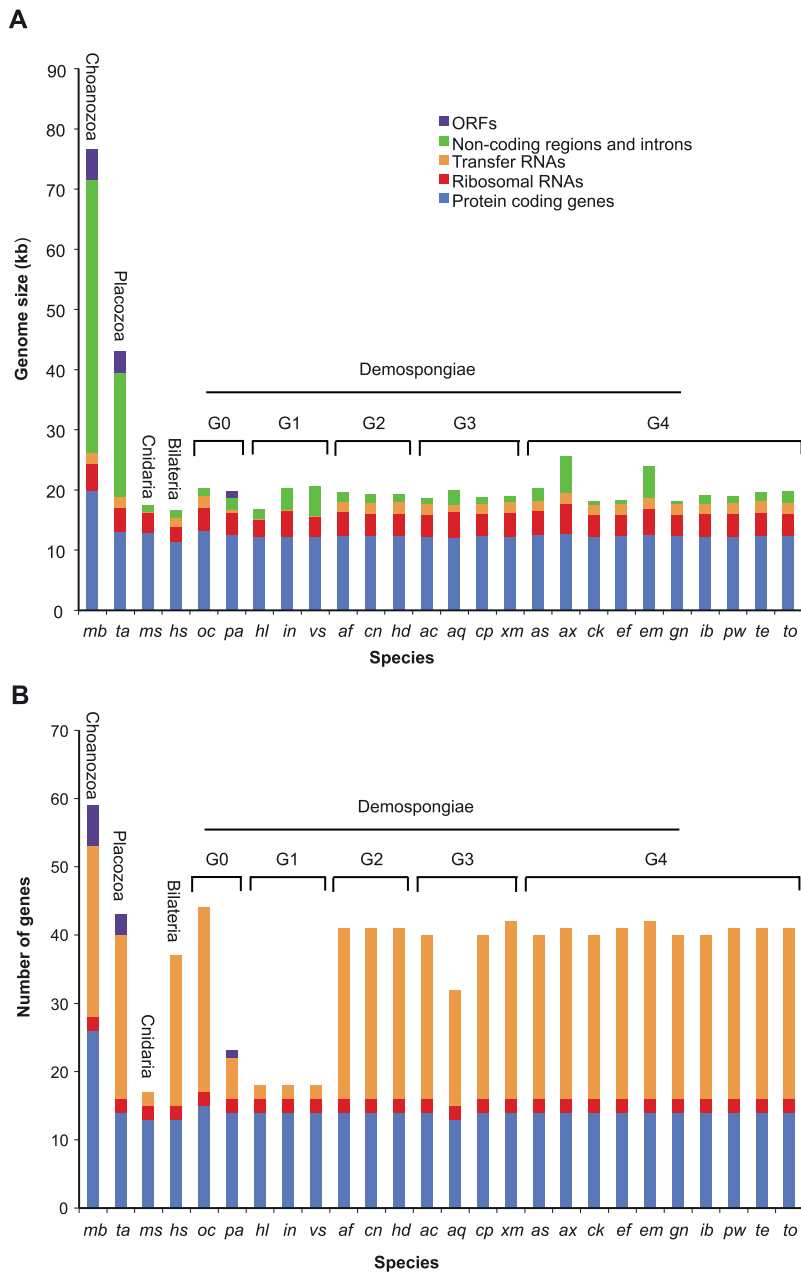 A
Choanozoa
90
80
70
60
50
40
30
20
10
0
Genome size (kb)
ORFs
Non-coding regions and introns
Transfer RNAs
Ribosomal RNAs
Protein coding genes
Placozoa
Cnidaria
Bilateria
Demospongiae
G0 G1 G2 G3 G4
mb ta ms hs oc pa hl in vs af cn hd ac aq cp xm as ax ck ef em gn ib pw te to
Species
B
Choanozoa
70
60
50
40
30
20
10
0
Number of genes
Placozoa
Cnidaria
Bilateria
Demospongiae
G0 G1 G2 G3 G4
mb ta ms hs oc pa hl in vs af cn hd ac aq cp xm as ax ck ef em gn ib pw te to
Species